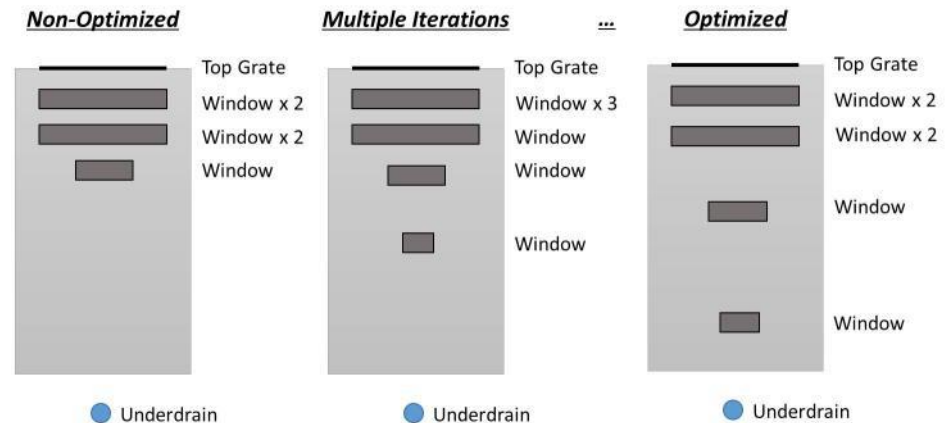 Non-Optimized
Top Grate
Window x 2
Window x 2
Window
Underdrain
Multiple Iterations
Top Grate
Window x 3
Window
Window
Window
Underdrain
...
Optimized
Top Grate
Window x 2
Window x 2
Window
Window
Underdrain